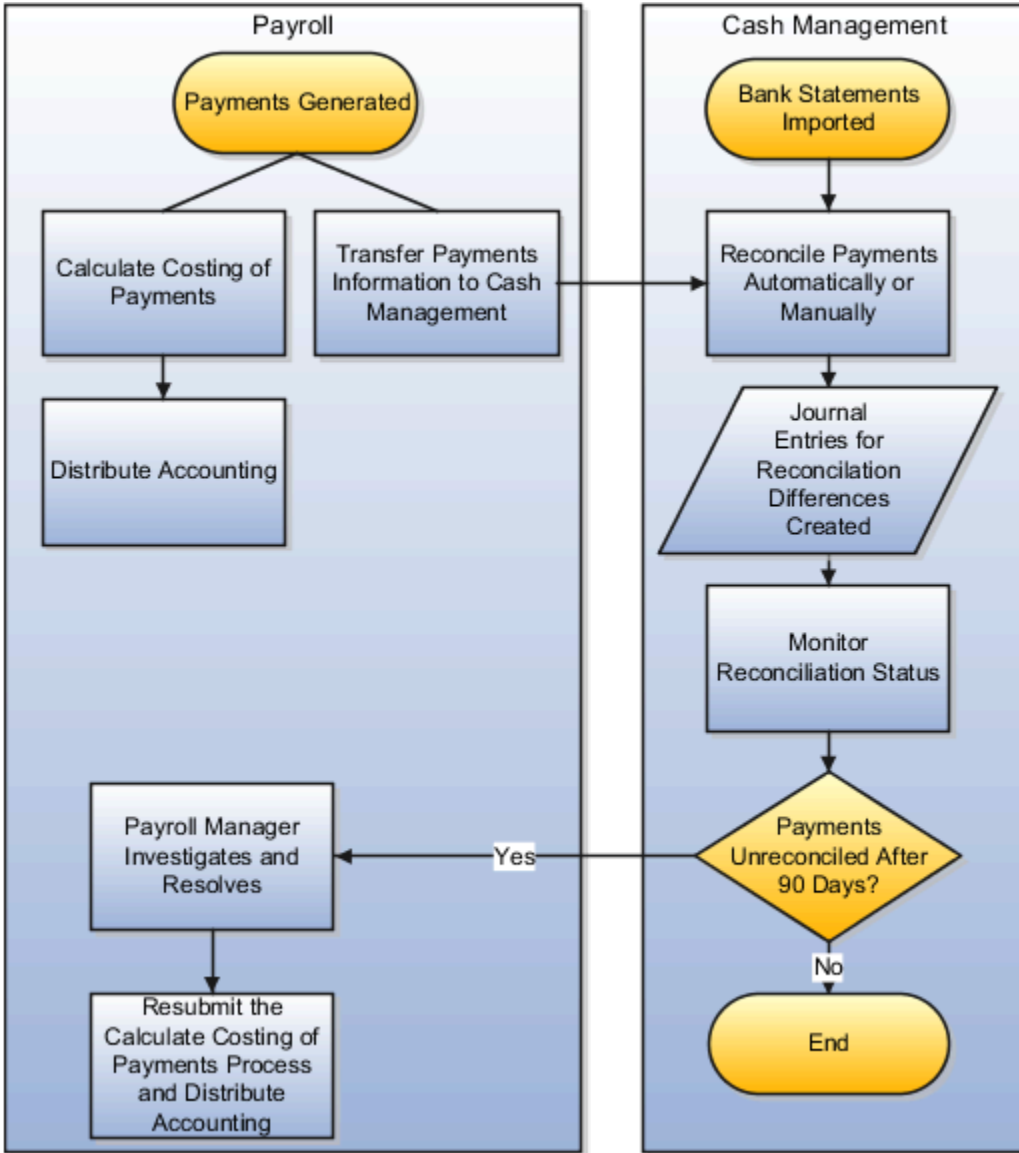 Payroll
Payments Generated
Calculate Costing of
Payments
Transfer Payments
Information to Cash
Management
Distribute Accounting
Payroll Manager
Investigates and
Resolves
Resubmit the
Calculate Costing of
Payments Process
and Distribute
Accounting
Cash Management
Bank Statements
Imported
Reconcile Payments
Automatically or
Manually
Journal
Entries for
Reconcilation
Differences
Created
Monitor
Reconciliation Status
Payments
Unreconciled After
90 Days?
Yes
No
End